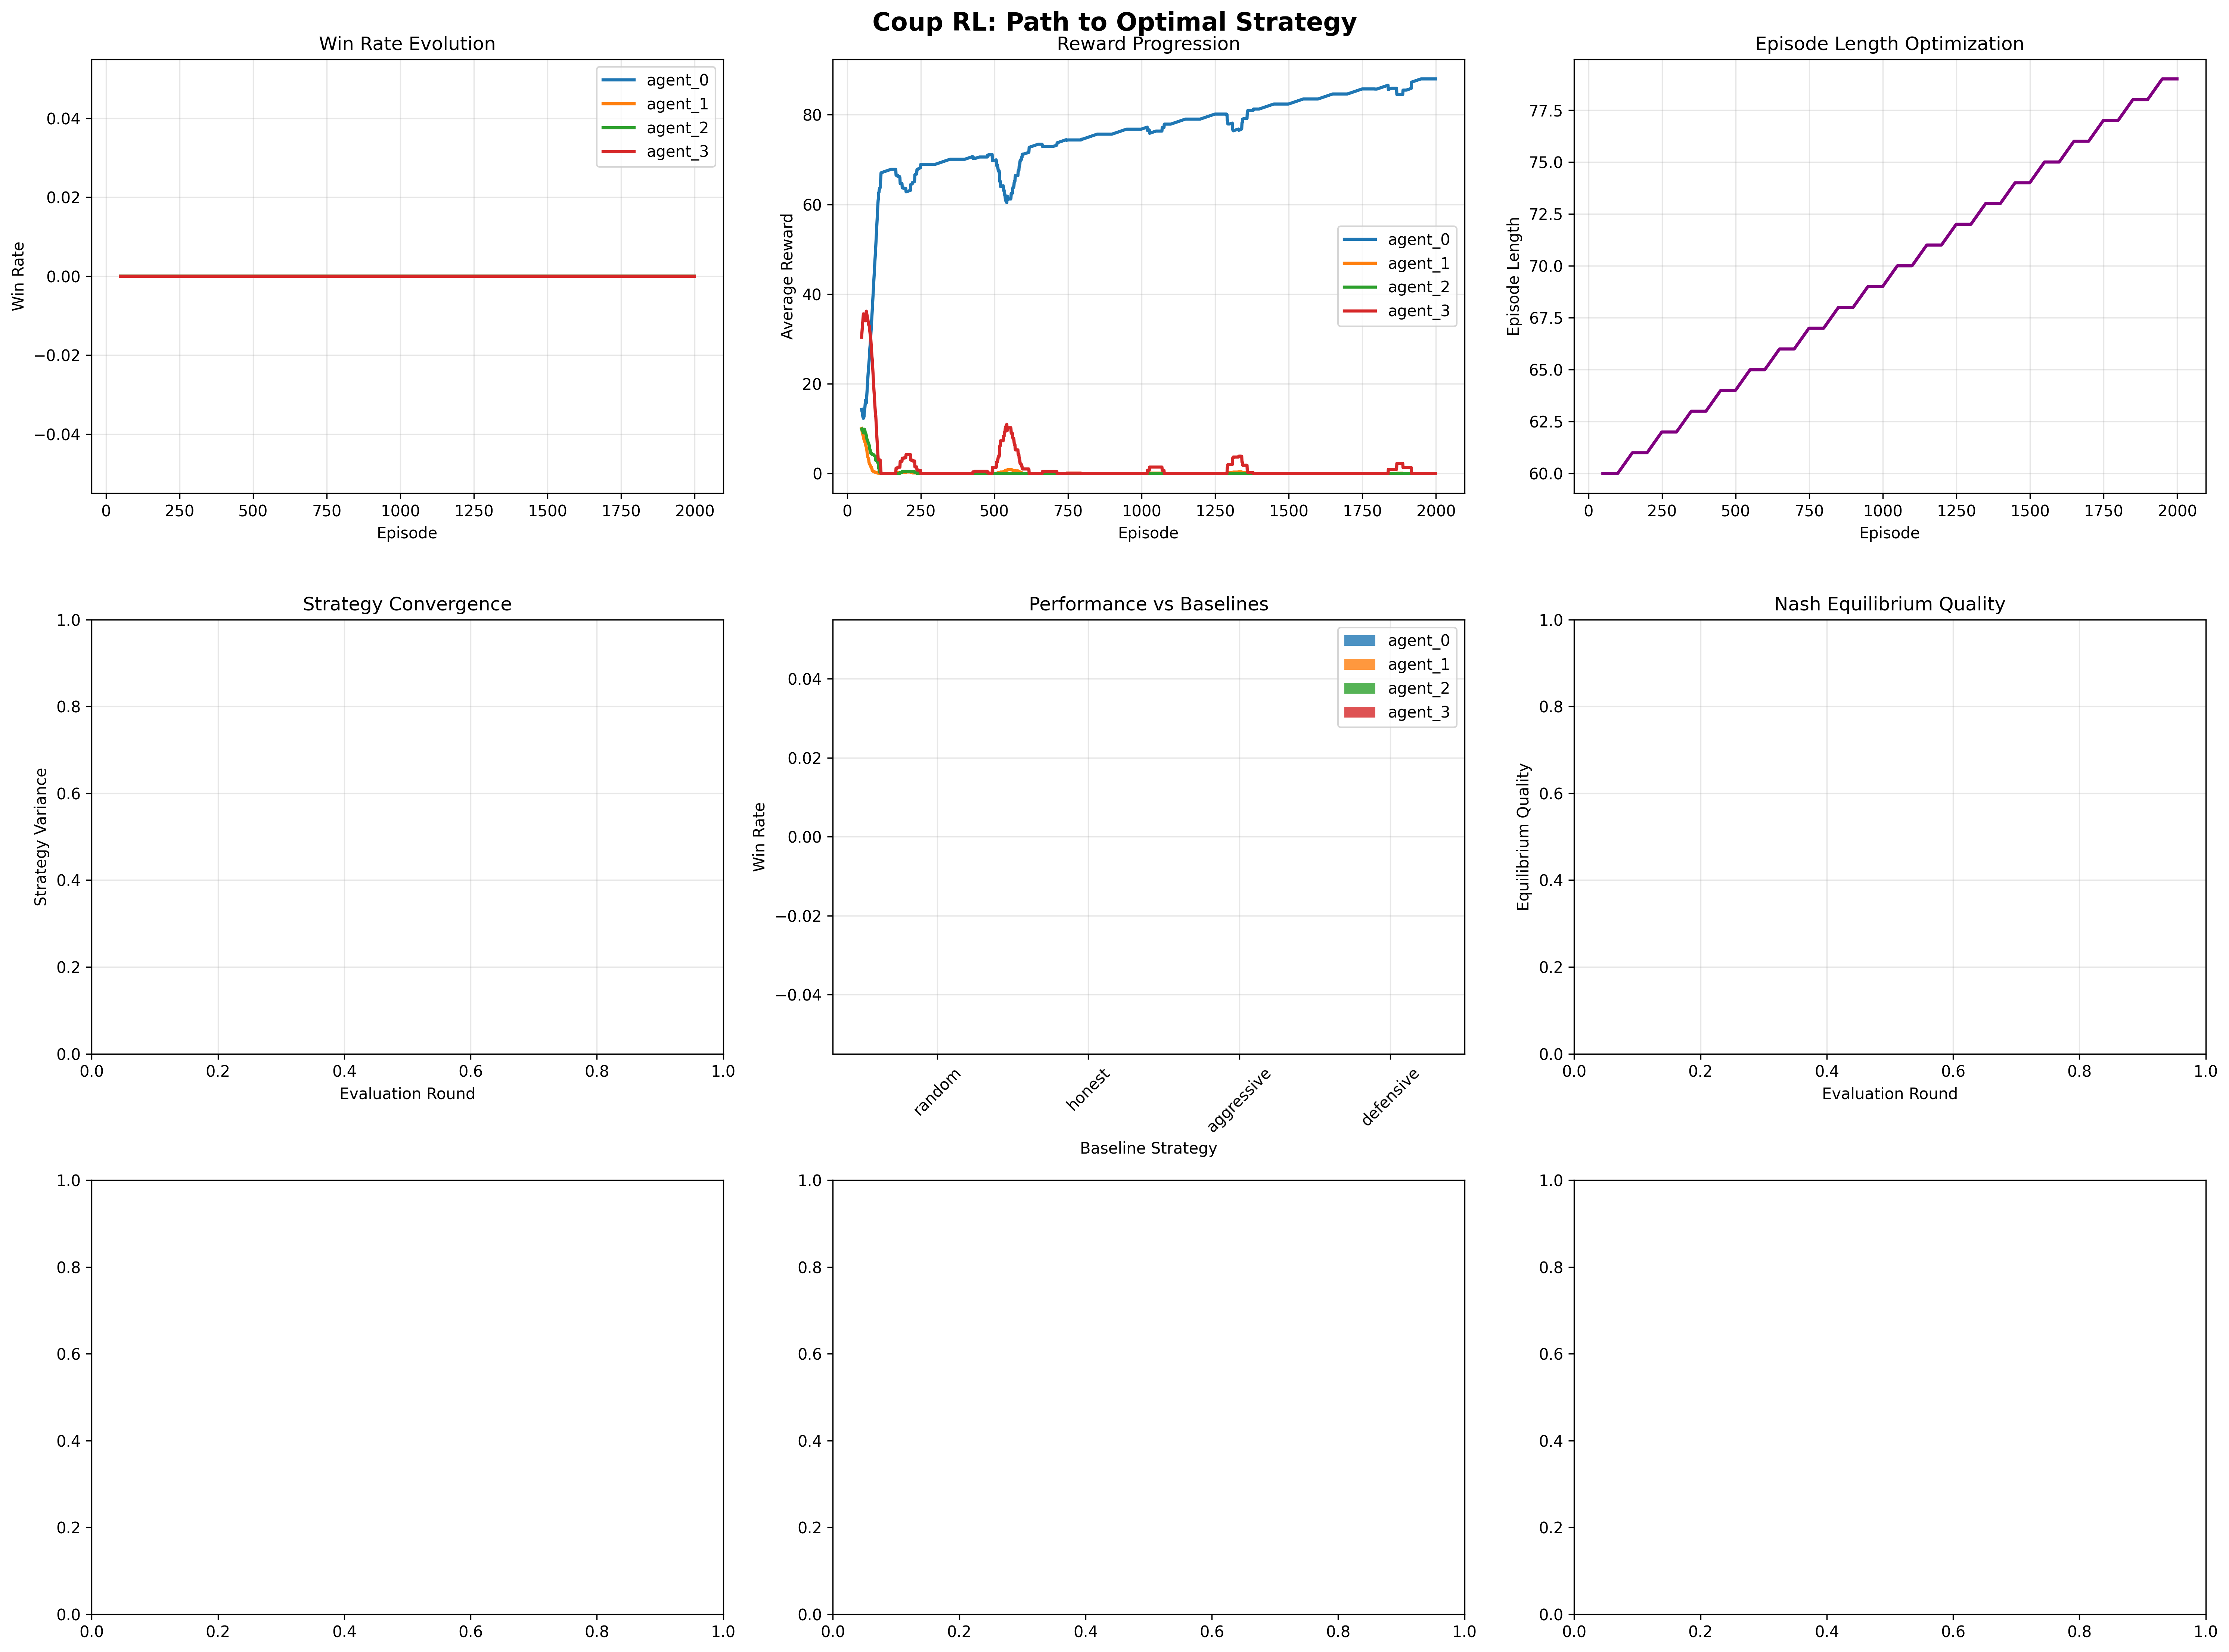 Coup RL: Path to Optimal Strategy
Win Rate Evolution
Win Rate
0.04
0.02
0.00
−0.02
−0.04
0 250 500 750 1000 1250 1500 1750 2000
Episode
agent_0
agent_1
agent_2
agent_3
Reward Progression
Average Reward
80
60
40
20
0
0 250 500 750 1000 1250 1500 1750 2000
Episode
agent_0
agent_1
agent_2
agent_3
Episode Length Optimization
Episode Length
77.5
75.0
72.5
70.0
67.5
65.0
62.5
60.0
0 250 500 750 1000 1250 1500 1750 2000
Episode
Strategy Convergence
Strategy Variance
1.0
0.8
0.6
0.4
0.2
0.0
0.0 0.2 0.4 0.6 0.8 1.0
Evaluation Round
Performance vs Baselines
Win Rate
0.04
0.02
0.00
−0.02
−0.04
agent_0
agent_1
agent_2
agent_3
random honest aggressive defensive
Baseline Strategy
Nash Equilibrium Quality
Equilibrium Quality
1.0
0.8
0.6
0.4
0.2
0.0
0.0 0.2 0.4 0.6 0.8 1.0
Evaluation Round
1.0
0.8
0.6
0.4
0.2
0.0
0.0 0.2 0.4 0.6 0.8 1.0
1.0
0.8
0.6
0.4
0.2
0.0
0.0 0.2 0.4 0.6 0.8 1.0
1.0
0.8
0.6
0.4
0.2
0.0
0.0 0.2 0.4 0.6 0.8 1.0